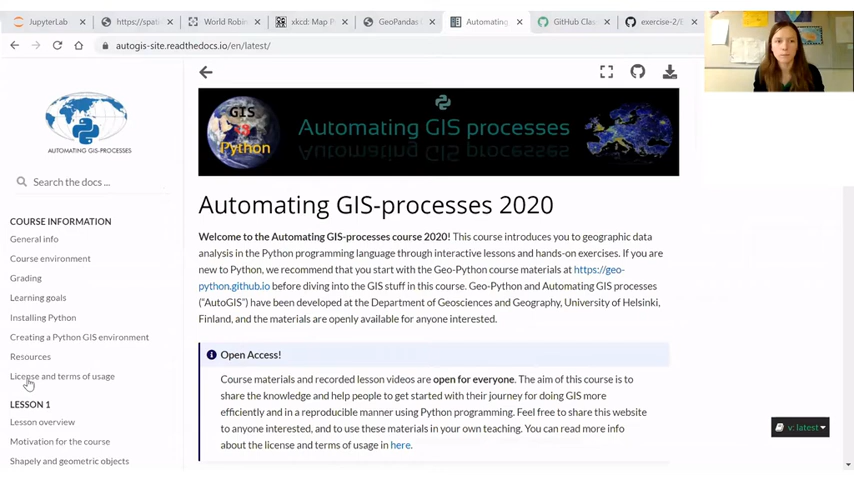 JupyterLab
https://spati
World Robin
xkcd: Map P
GeoPandas
Automating
GitHub Clas
exercise-2/E
autogis-site.readthedocs.io/en/latest/
AUTOMATING GIS-PROCESSES
Search the docs ...
COURSE INFORMATION
General info
Course environment
Grading
Learning goals
Installing Python
Creating a Python GIS environment
Resources
License and terms of usage
LESSON 1
Lesson overview
Motivation for the course
Shapely and geometric objects
GIS
<3
Python
Automating GIS processes
Automating GIS-processes 2020
Welcome to the Automating GIS-processes course 2020! This course introduces you to geographic data
analysis in the Python programming language through interactive lessons and hands-on exercises. If you
are new to Python, we recommend that you start with the Geo-Python course materials at https://geo-
python.github.io before diving into the GIS stuff in this course. Geo-Python and Automating GIS processes
("AutoGIS") have been developed at the Department of Geosciences and Geography, University of Helsinki,
Finland, and the materials are openly available for anyone interested.
Open Access!
Course materials and recorded lesson videos are open for everyone. The aim of this course is to
share the knowledge and help people to get started with their journey for doing GIS more
efficiently and in a reproducible manner using Python programming. Feel free to share this website
to anyone interested, and to use these materials in your own teaching. You can read more info
about the license and terms of usage in here.
v: latest